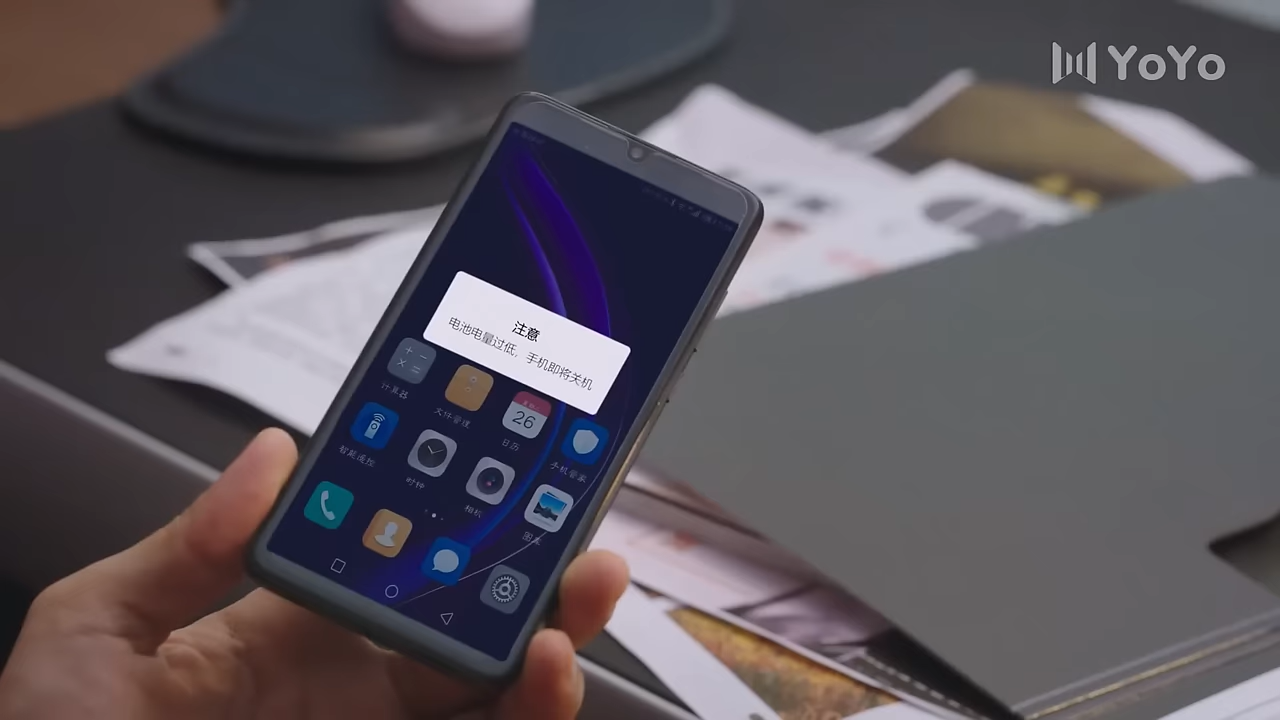 YoYo
注意
电池电量过低，手机即将关机
计算器
文件管理
26
日历
手机管家
智能遥控
时钟
相机
图库